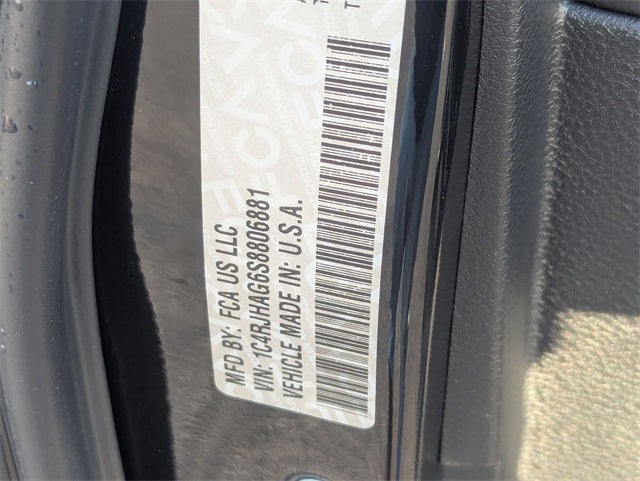 MFD BY: FCA US LLC
VIN: 1C4RJHAG6S8806881
VEHICLE MADE IN: U.S.A.